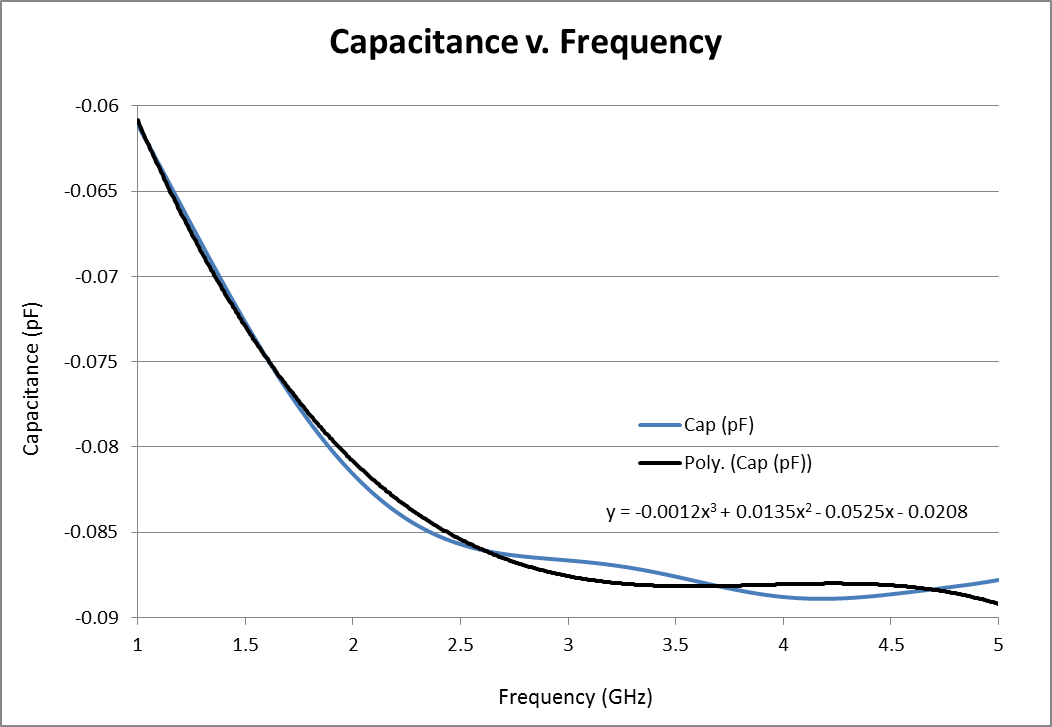 Capacitance v. Frequency
-0.06
-0.065
-0.07
-0.075
-0.08
-0.085
-0.09
Capacitance (pF)
Cap (pF)
Poly. (Cap (pF))
y = -0.0012x³ + 0.0135x² - 0.0525x - 0.0208
1 1.5 2 2.5 3 3.5 4 4.5 5
Frequency (GHz)